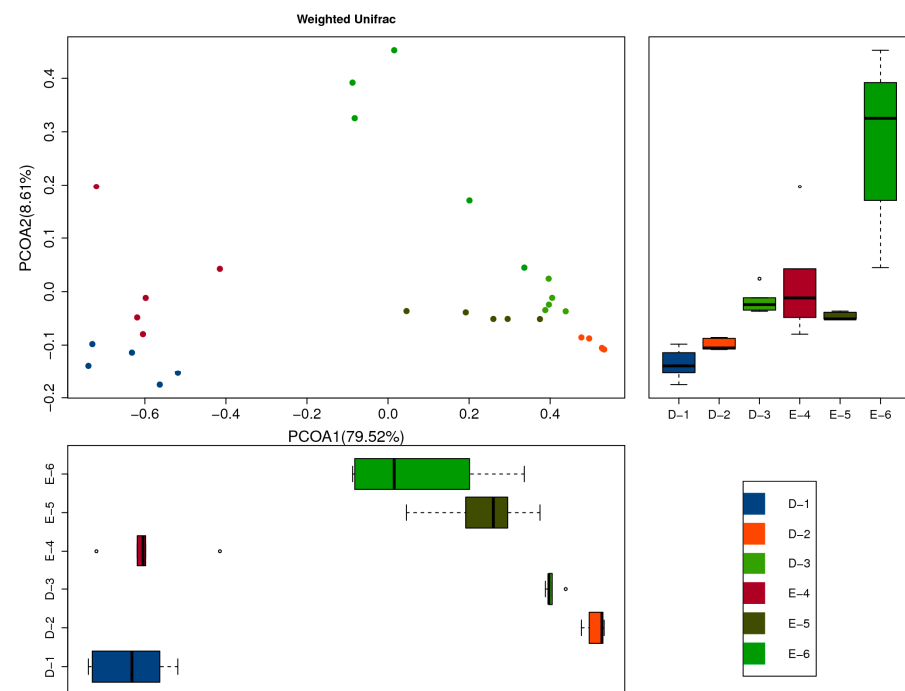 Weighted Unifrac
PCOA2(8.61%)
0.4
0.3
0.2
0.1
0.0
−0.1
−0.2
−0.6 −0.4 −0.2 0.0 0.2 0.4
PCOA1(79.52%)
D−1 D−2 D−3 E−4 E−5 E−6
E−6
E−5
E−4
D−3
D−2
D−1
D−1
D−2
D−3
E−4
E−5
E−6